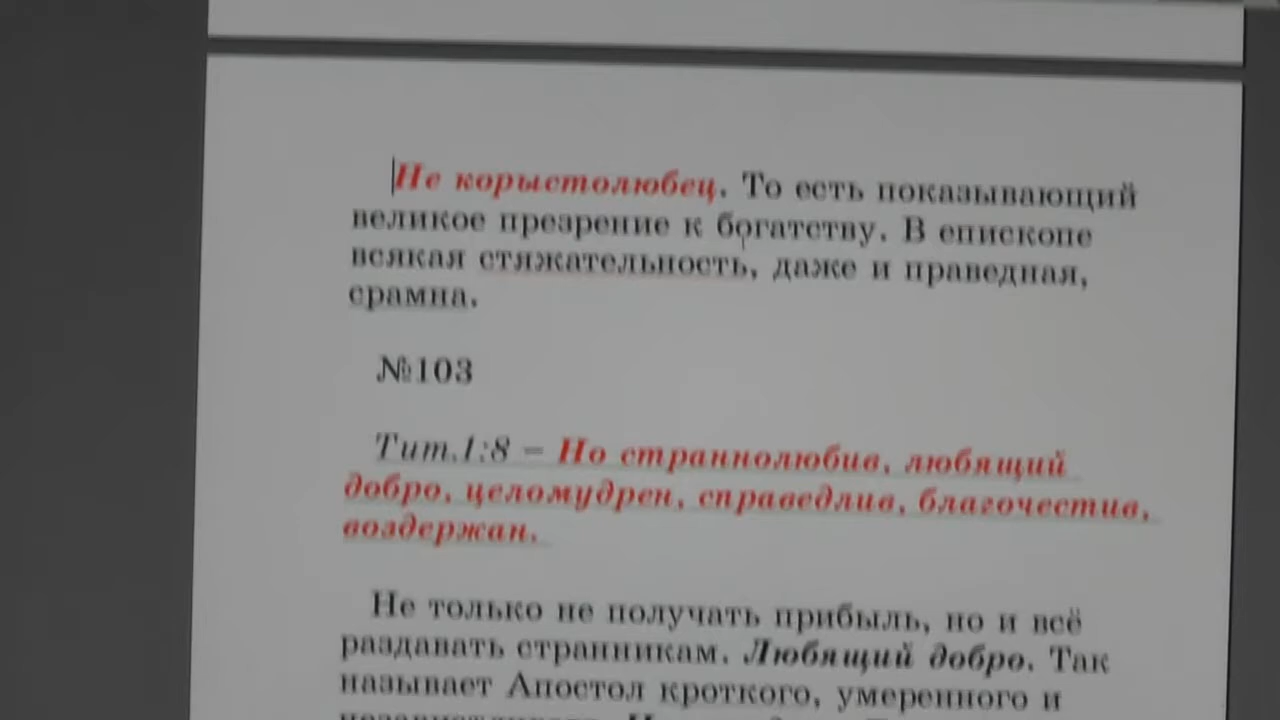 Не корыстолюбец. То есть показывающий
великое презрение к богатству. В епископе
всякая стяжательность, даже и праведная,
срамна.
№103
Тит.1:8 – Но страннолюбив, любящий
добро, целомудрен, справедлив, благочестив,
воздержан.
Не только не получать прибыль, но и всё
раздавать странникам. Любящий добро. Так
называет Апостол кроткого, умеренного и